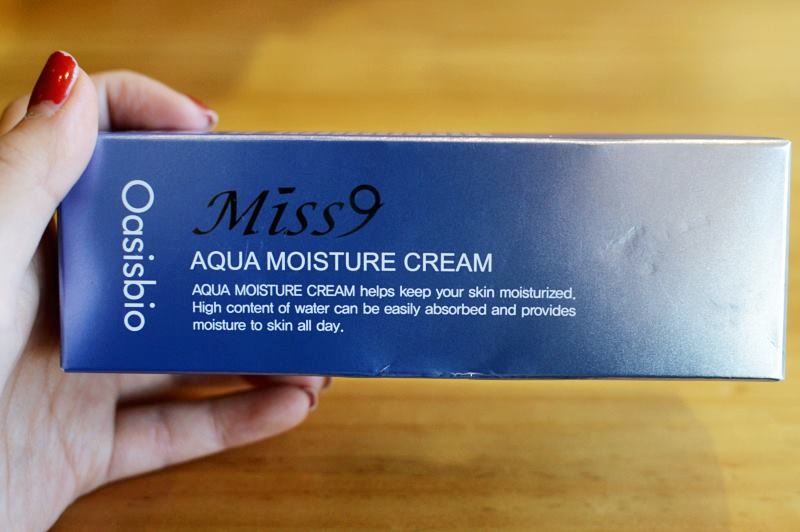 Oasisbio
Miss9
AQUA MOISTURE CREAM
AQUA MOISTURE CREAM helps keep your skin moisturized.
High content of water can be easily absorbed and provides
moisture to skin all day.